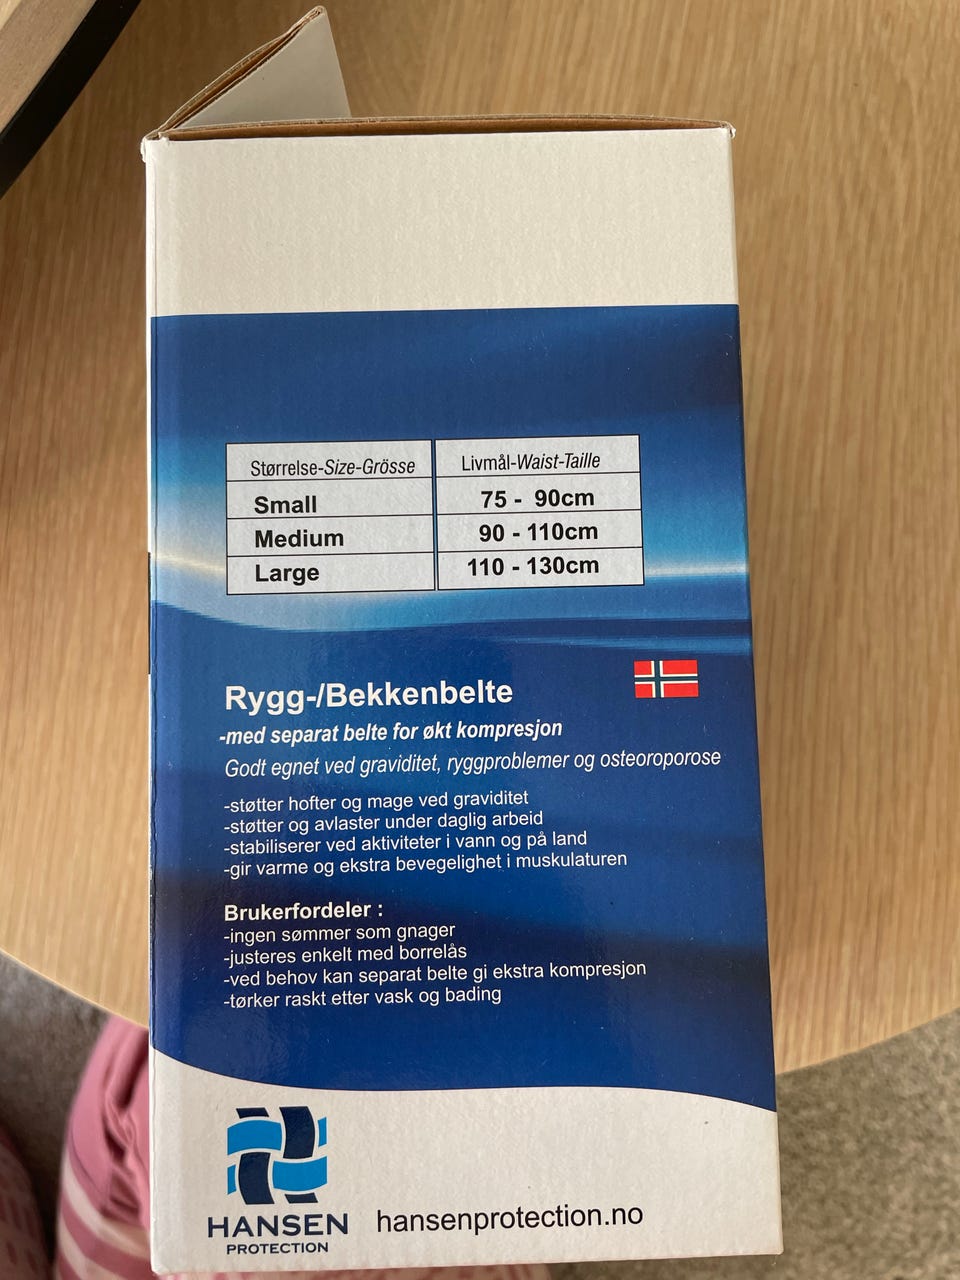 Størrelse-Size-Grösse Livmål-Waist-Taille
Small 75 - 90cm
Medium 90 - 110cm
Large 110 - 130cm
Rygg-/Bekkenbelte
-med separat belte for økt kompresjon
Godt egnet ved graviditet, ryggproblemer og osteoroporose
-støtter hofter og mage ved graviditet
-støtter og avlaster under daglig arbeid
-stabiliserer ved aktiviteter i vann og på land
-gir varme og ekstra bevegelighet i muskulaturen
Brukerfordeler :
-ingen sømmer som gnager
-justeres enkelt med borrelås
-ved behov kan separat belte gi ekstra kompresjon
-tørker raskt etter vask og bading
HANSEN
PROTECTION
hansenprotection.no